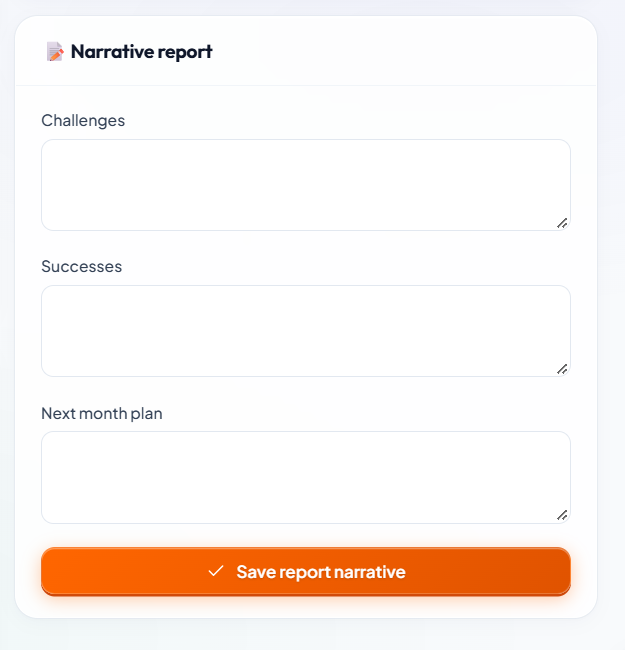 Narrative report
Challenges
Successes
Next month plan
Save report narrative